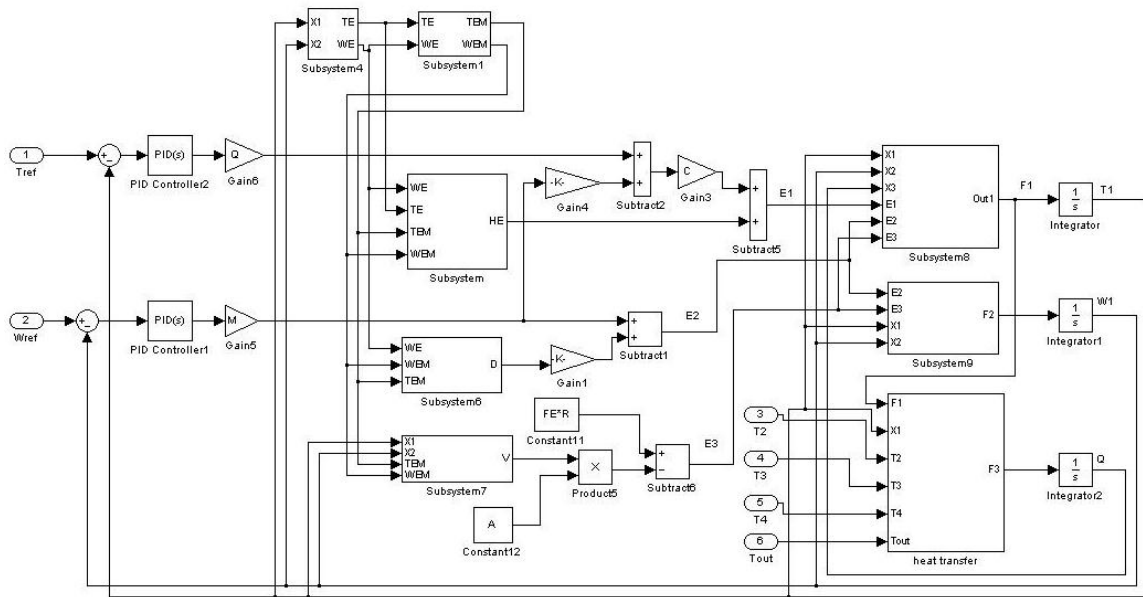 X1 TE
X2 WE
Subsystem4
TE TEM
WE WEM
Subsystem1
1
Tref
+
−
PID(s)
PID Controller2
Q
Gain6
WE
TE
TEM
WEM
HE
Subsystem
-K-
Gain4
+
+
Subtract2
C
Gain3
+
+
Subtract5
E1
X1
X2
X3
E1
E2
E3
Out1
Subsystem8
F1
1
s
Integrator
T1
2
Wref
+
−
PID(s)
PID Controller1
M
Gain5
WE
WEM
TEM
D
Subsystem6
-K-
Gain1
+
+
Subtract1
E2
E2
E3
X1
X2
F2
Subsystem9
1
s
Integrator1
W1
X1
X2
TEM
WEM
V
Subsystem7
FE*R
Constant11
A
Constant12
X
Product5
+
−
Subtract6
E3
3
T2
4
T3
5
T4
6
Tout
F1
X1
T2
T3
T4
Tout
F3
heat transfer
1
s
Integrator2
Q